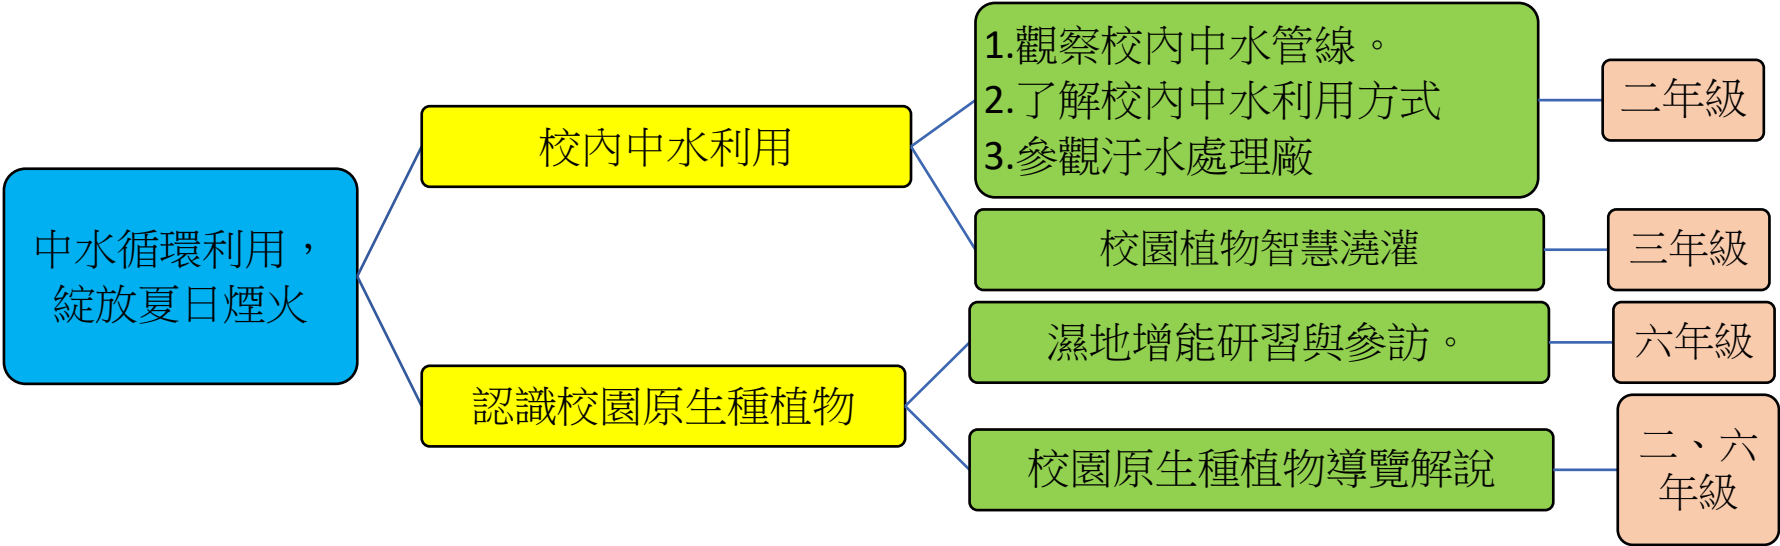 中水循環利用，
綻放夏日煙火
校內中水利用
1.觀察校內中水管線。
2.了解校內中水利用方式
3.參觀汙水處理廠
二年級
校園植物智慧澆灌
三年級
認識校園原生種植物
濕地增能研習與參訪。
六年級
校園原生種植物導覽解說
二、六
年級